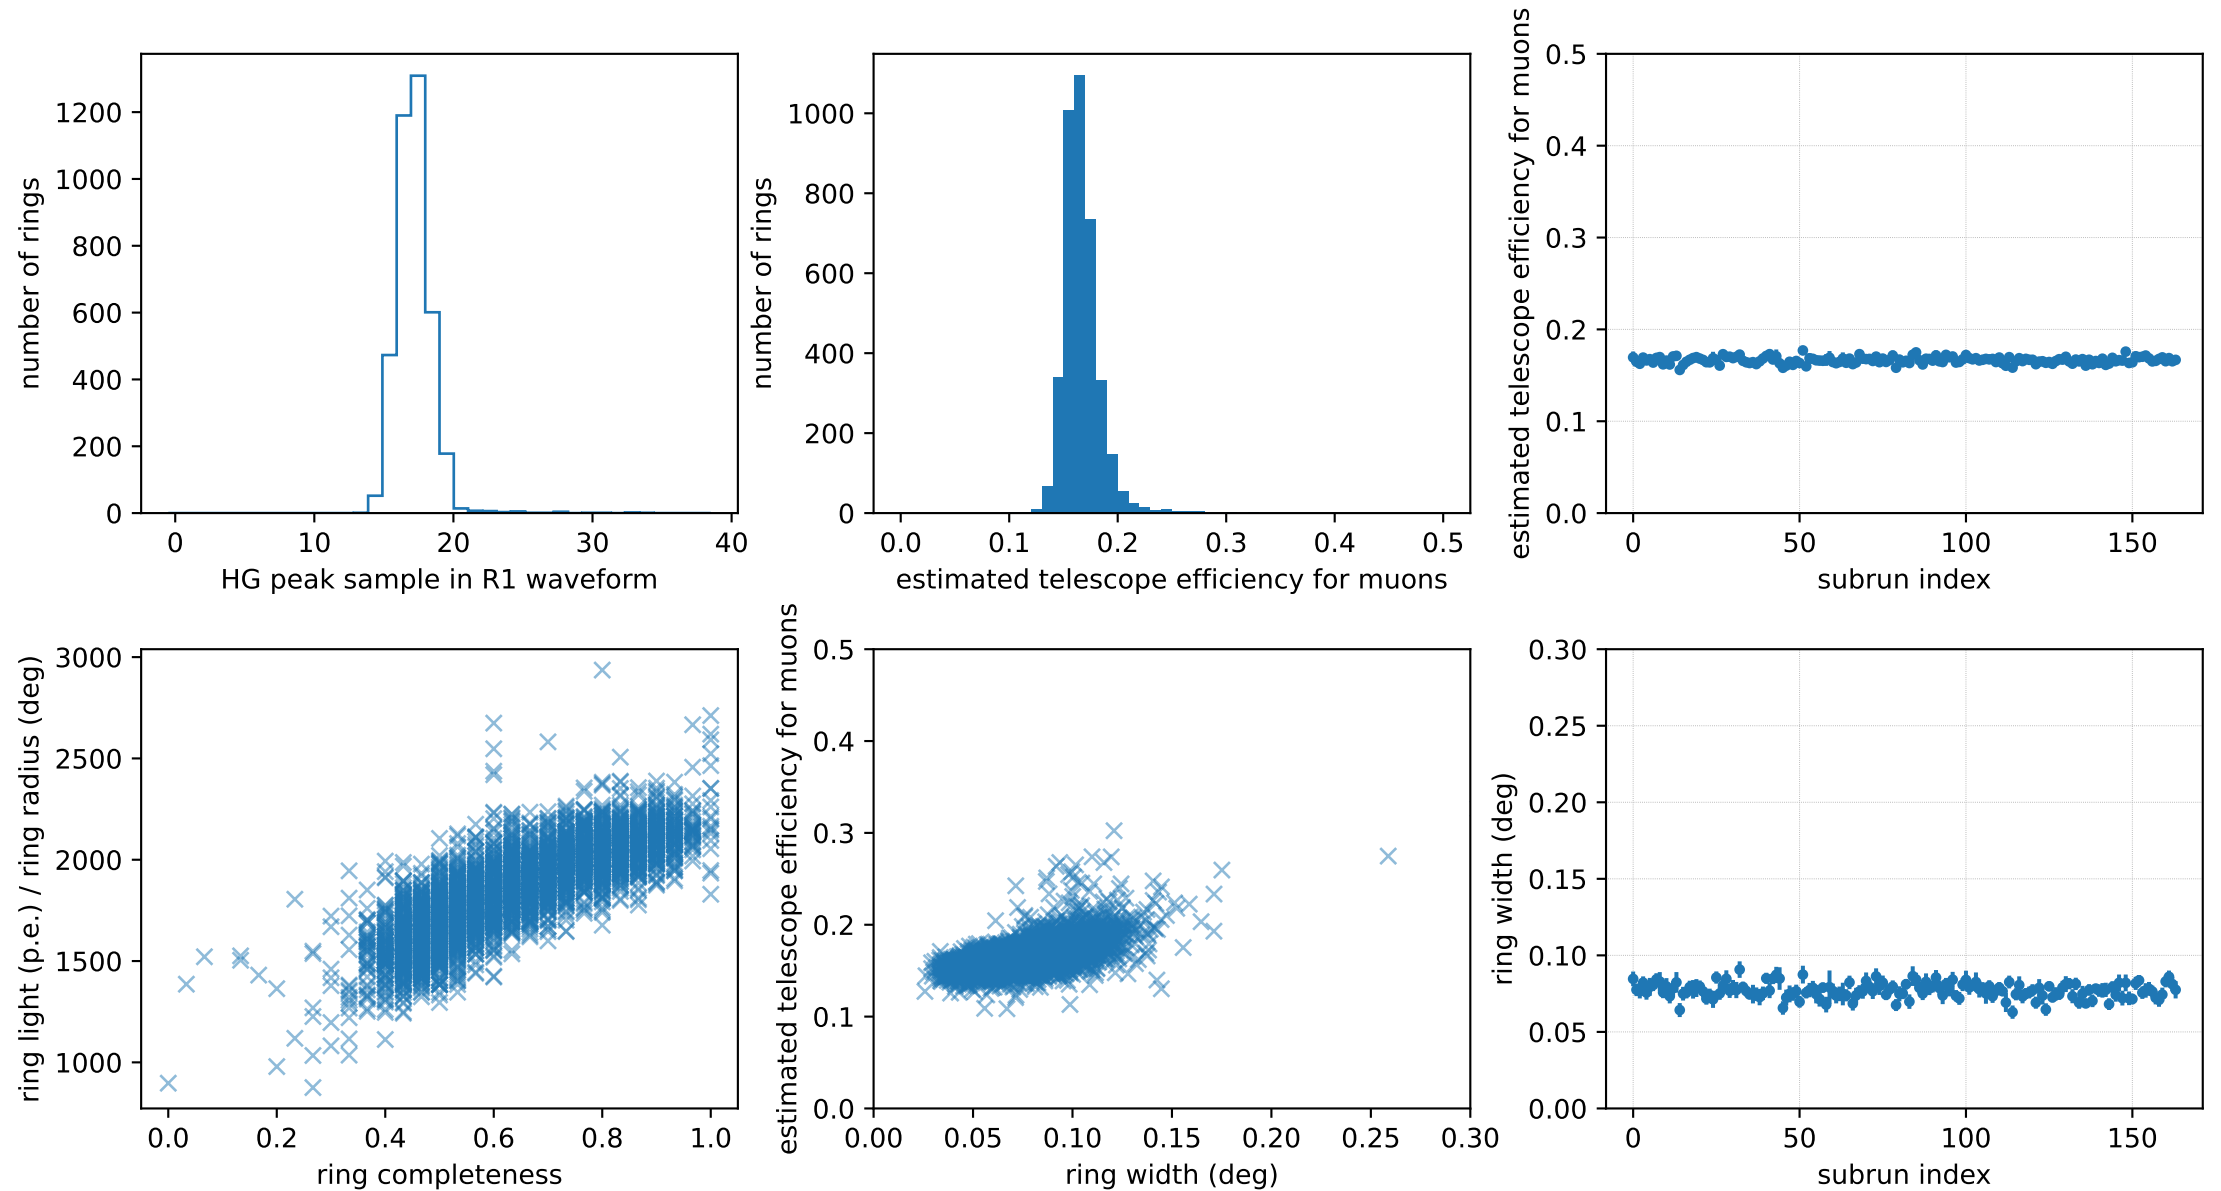 number of rings
1200
1000
800
600
400
200
0
0 10 20 30 40
HG peak sample in R1 waveform
number of rings
1000
800
600
400
200
0
0.0 0.1 0.2 0.3 0.4 0.5
estimated telescope efficiency for muons
estimated telescope efficiency for muons
0.5
0.4
0.3
0.2
0.1
0.0
0 50 100 150
subrun index
ring light (p.e.) / ring radius (deg)
3000
2500
2000
1500
1000
0.0 0.2 0.4 0.6 0.8 1.0
ring completeness
estimated telescope efficiency for muons
0.5
0.4
0.3
0.2
0.1
0.0
0.00 0.05 0.10 0.15 0.20 0.25 0.30
ring width (deg)
ring width (deg)
0.30
0.25
0.20
0.15
0.10
0.05
0.00
0 50 100 150
subrun index